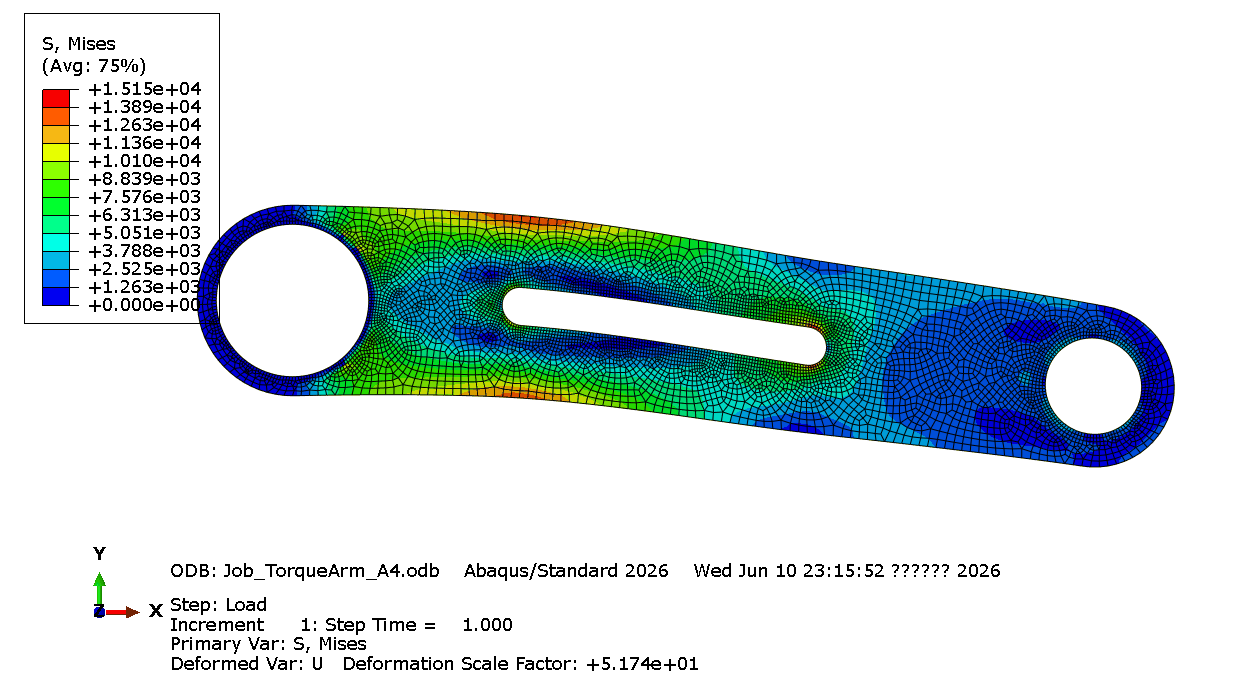 S, Mises
(Avg: 75%)
+1.515e+04
+1.389e+04
+1.263e+04
+1.136e+04
+1.010e+04
+8.839e+03
+7.576e+03
+6.313e+03
+5.051e+03
+3.788e+03
+2.525e+03
+1.263e+03
+0.000e+00
Y
Z X
ODB: Job_TorqueArm_A4.odb Abaqus/Standard 2026 Wed Jun 10 23:15:52 ?????? 2026
Step: Load
Increment 1: Step Time = 1.000
Primary Var: S, Mises
Deformed Var: U Deformation Scale Factor: +5.174e+01